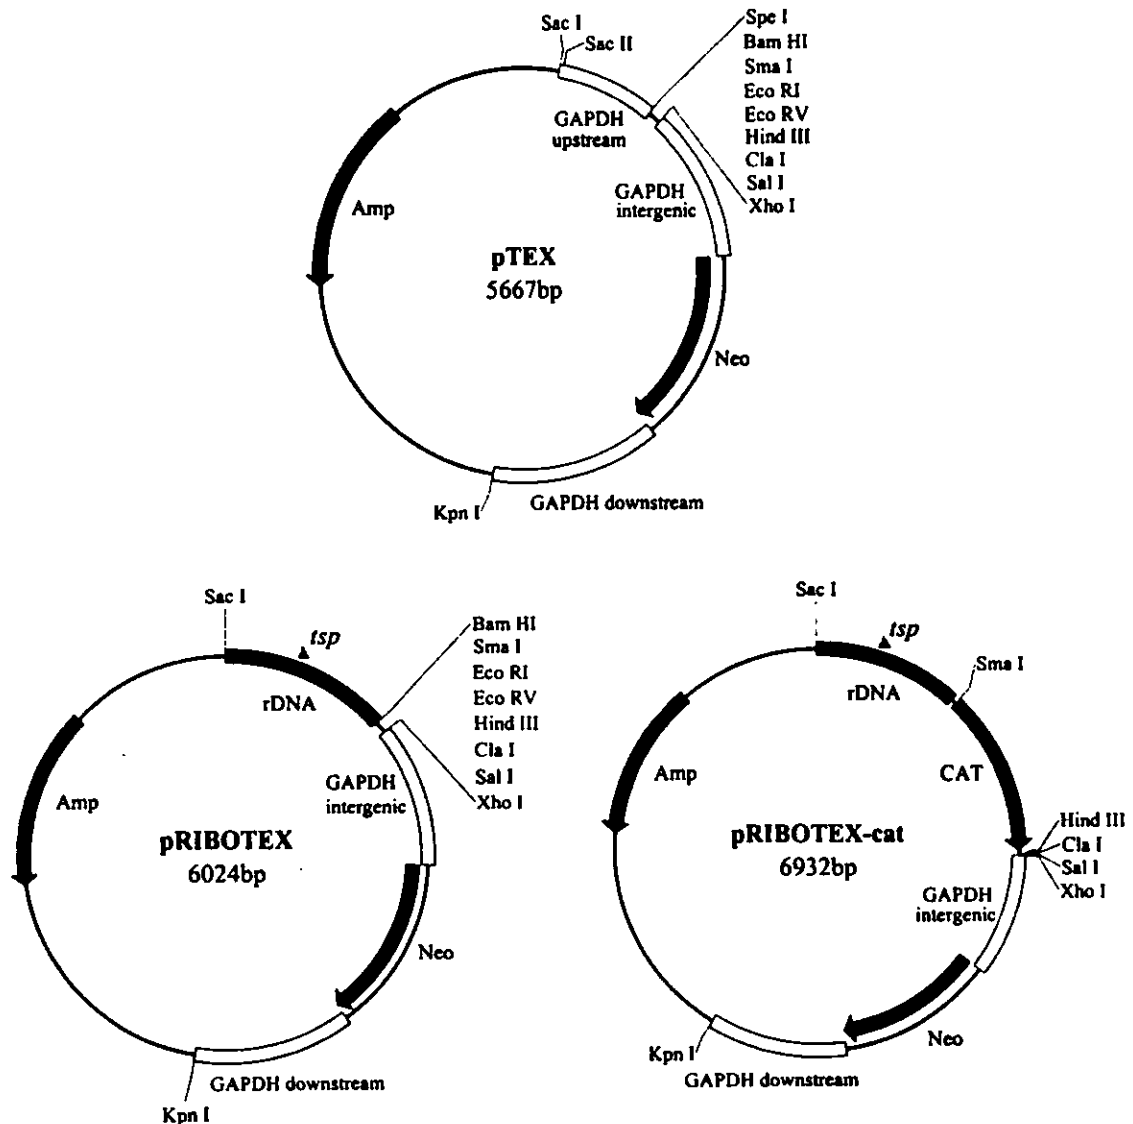 Sac I
Sac II
Spe I
Bam HI
Sma I
Eco RI
Eco RV
Hind III
Cla I
Sal I
Xho I
GAPDH
upstream
GAPDH
intergenic
Amp
pTEX
5667bp
Neo
Kpn I
GAPDH downstream
Sac I
tsp
rDNA
Bam HI
Sma I
Eco RI
Eco RV
Hind III
Cla I
Sal I
Xho I
GAPDH
intergenic
Amp
pRIBOTEX
6024bp
Neo
GAPDH downstream
Kpn I
Sac I
tsp
rDNA
Sma I
Amp
CAT
pRIBOTEX-cat
6932bp
Hind III
Cla I
Sal I
Xho I
GAPDH
intergenic
Neo
Kpn I
GAPDH downstream